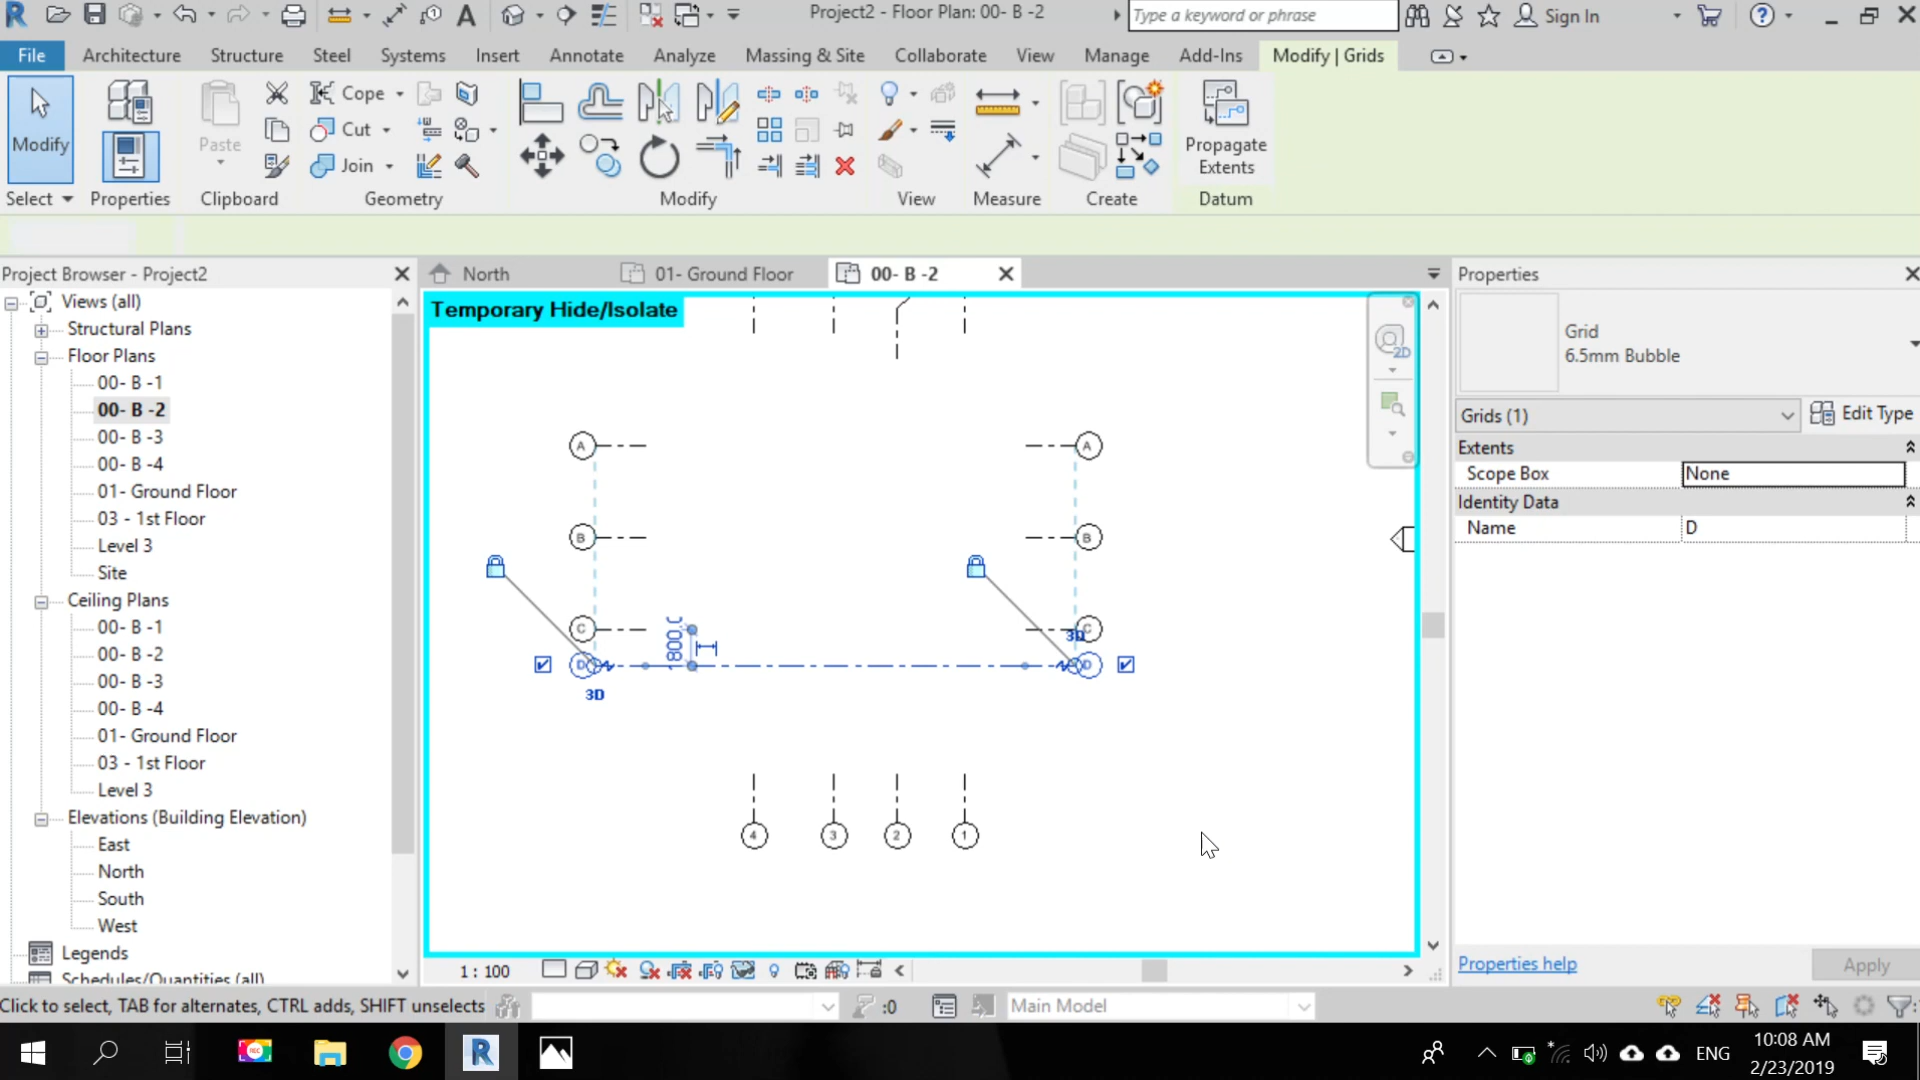 Project2 - Floor Plan: 00- B -2
Type a keyword or phrase
Sign In
File
Architecture
Structure
Steel
Systems
Insert
Annotate
Analyze
Massing & Site
Collaborate
View
Manage
Add-Ins
Modify | Grids
Modify
Paste
Cope
Cut
Join
Propagate
Extents
Select
Properties
Clipboard
Geometry
Modify
View
Measure
Create
Datum
Project Browser - Project2
North
01- Ground Floor
00- B -2
Properties
Views (all)
Structural Plans
Floor Plans
00- B -1
00- B -2
00- B -3
00- B -4
01- Ground Floor
03 - 1st Floor
Level 3
Site
Ceiling Plans
00- B -1
00- B -2
00- B -3
00- B -4
01- Ground Floor
03 - 1st Floor
Level 3
Elevations (Building Elevation)
East
North
South
West
Legends
Schedules/Quantities (all)
Temporary Hide/Isolate
2D
A
A
B
B
C
C
D
D
3D
3D
4
3
2
1
1 : 100
Grid
6.5mm Bubble
Grids (1)
Edit Type
Extents
Scope Box
None
Identity Data
Name
D
Properties help
Apply
Click to select, TAB for alternates, CTRL adds, SHIFT unselects
:0
Main Model
ENG
10:08 AM
2/23/2019